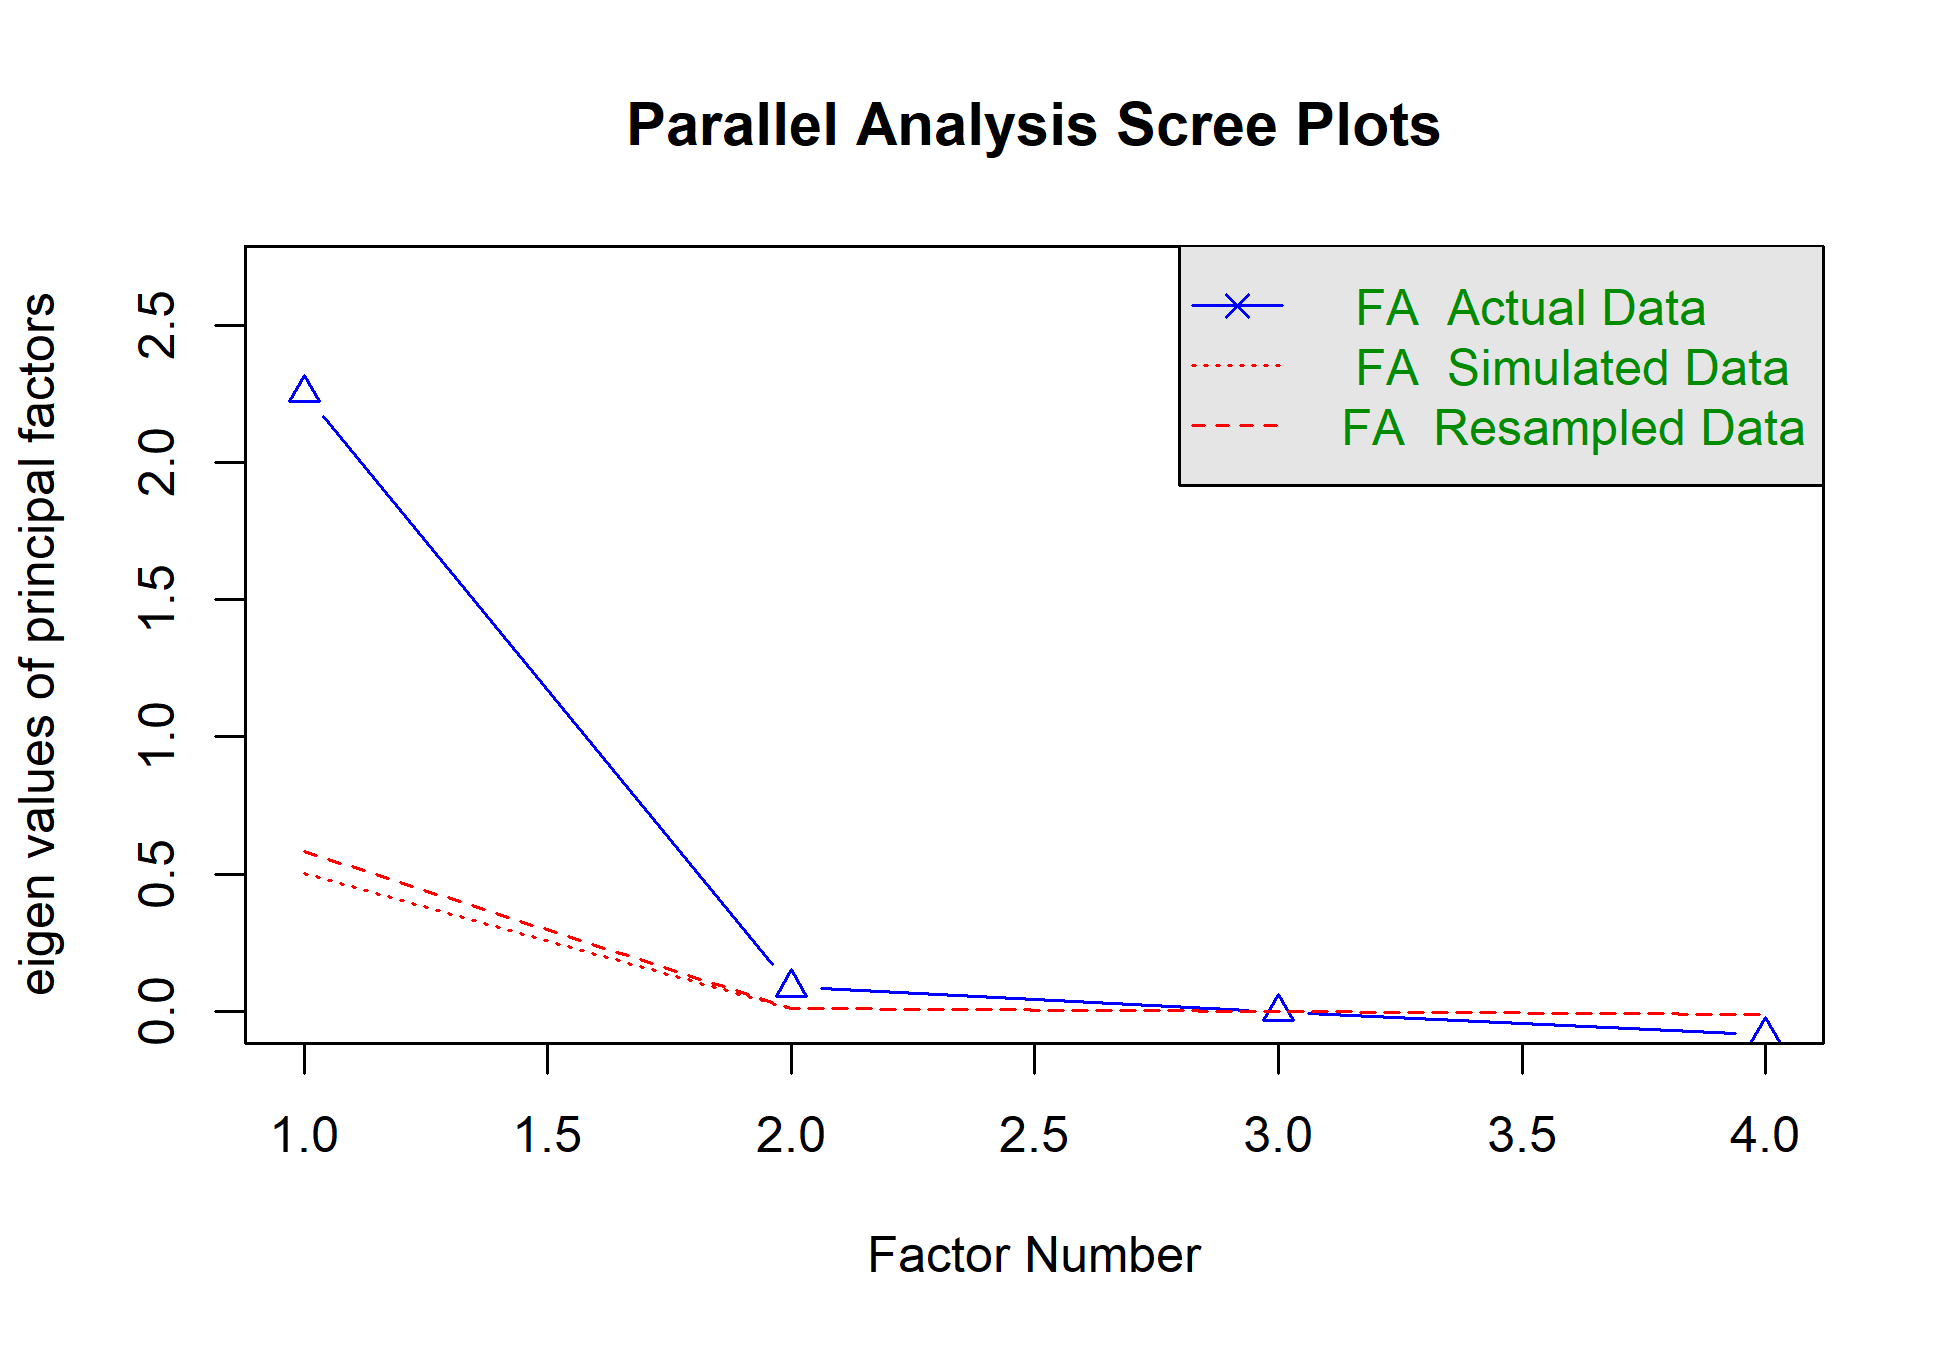 Parallel Analysis Scree Plots
FA Actual Data
FA Simulated Data
FA Resampled Data
eigen values of principal factors
2.5
2.0
1.5
1.0
0.5
0.0
1.0 1.5 2.0 2.5 3.0 3.5 4.0
Factor Number